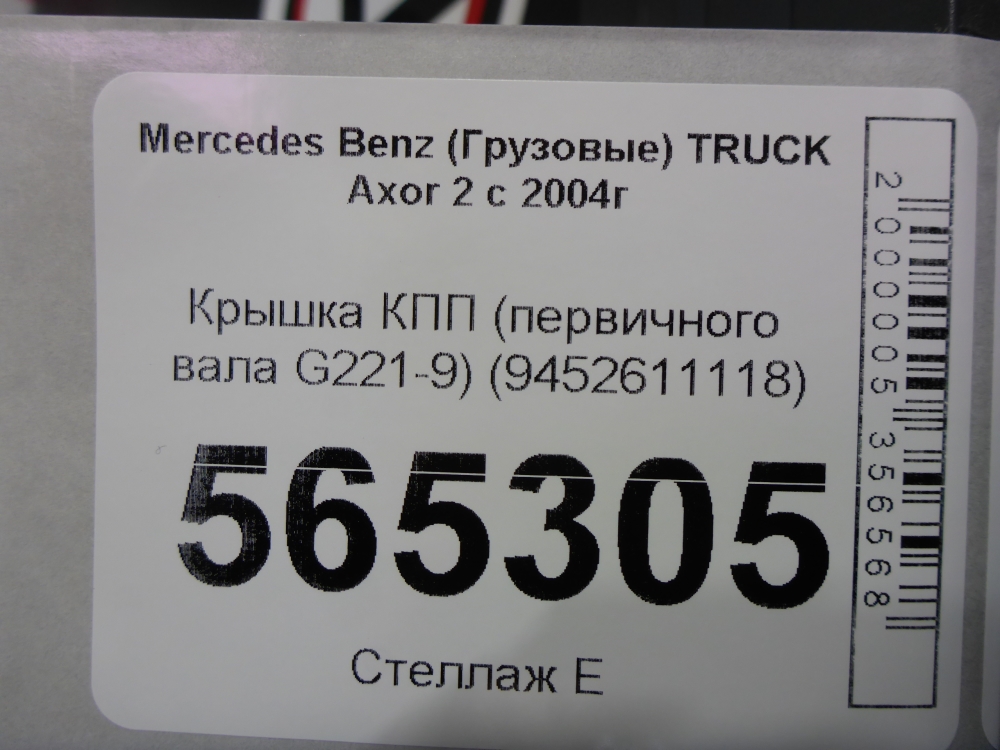 Mercedes Benz (Грузовые) TRUCK
Axor 2 с 2004г
Крышка КПП (первичного
вала G221-9) (9452611118)
565305
Стеллаж Е
2000005356568